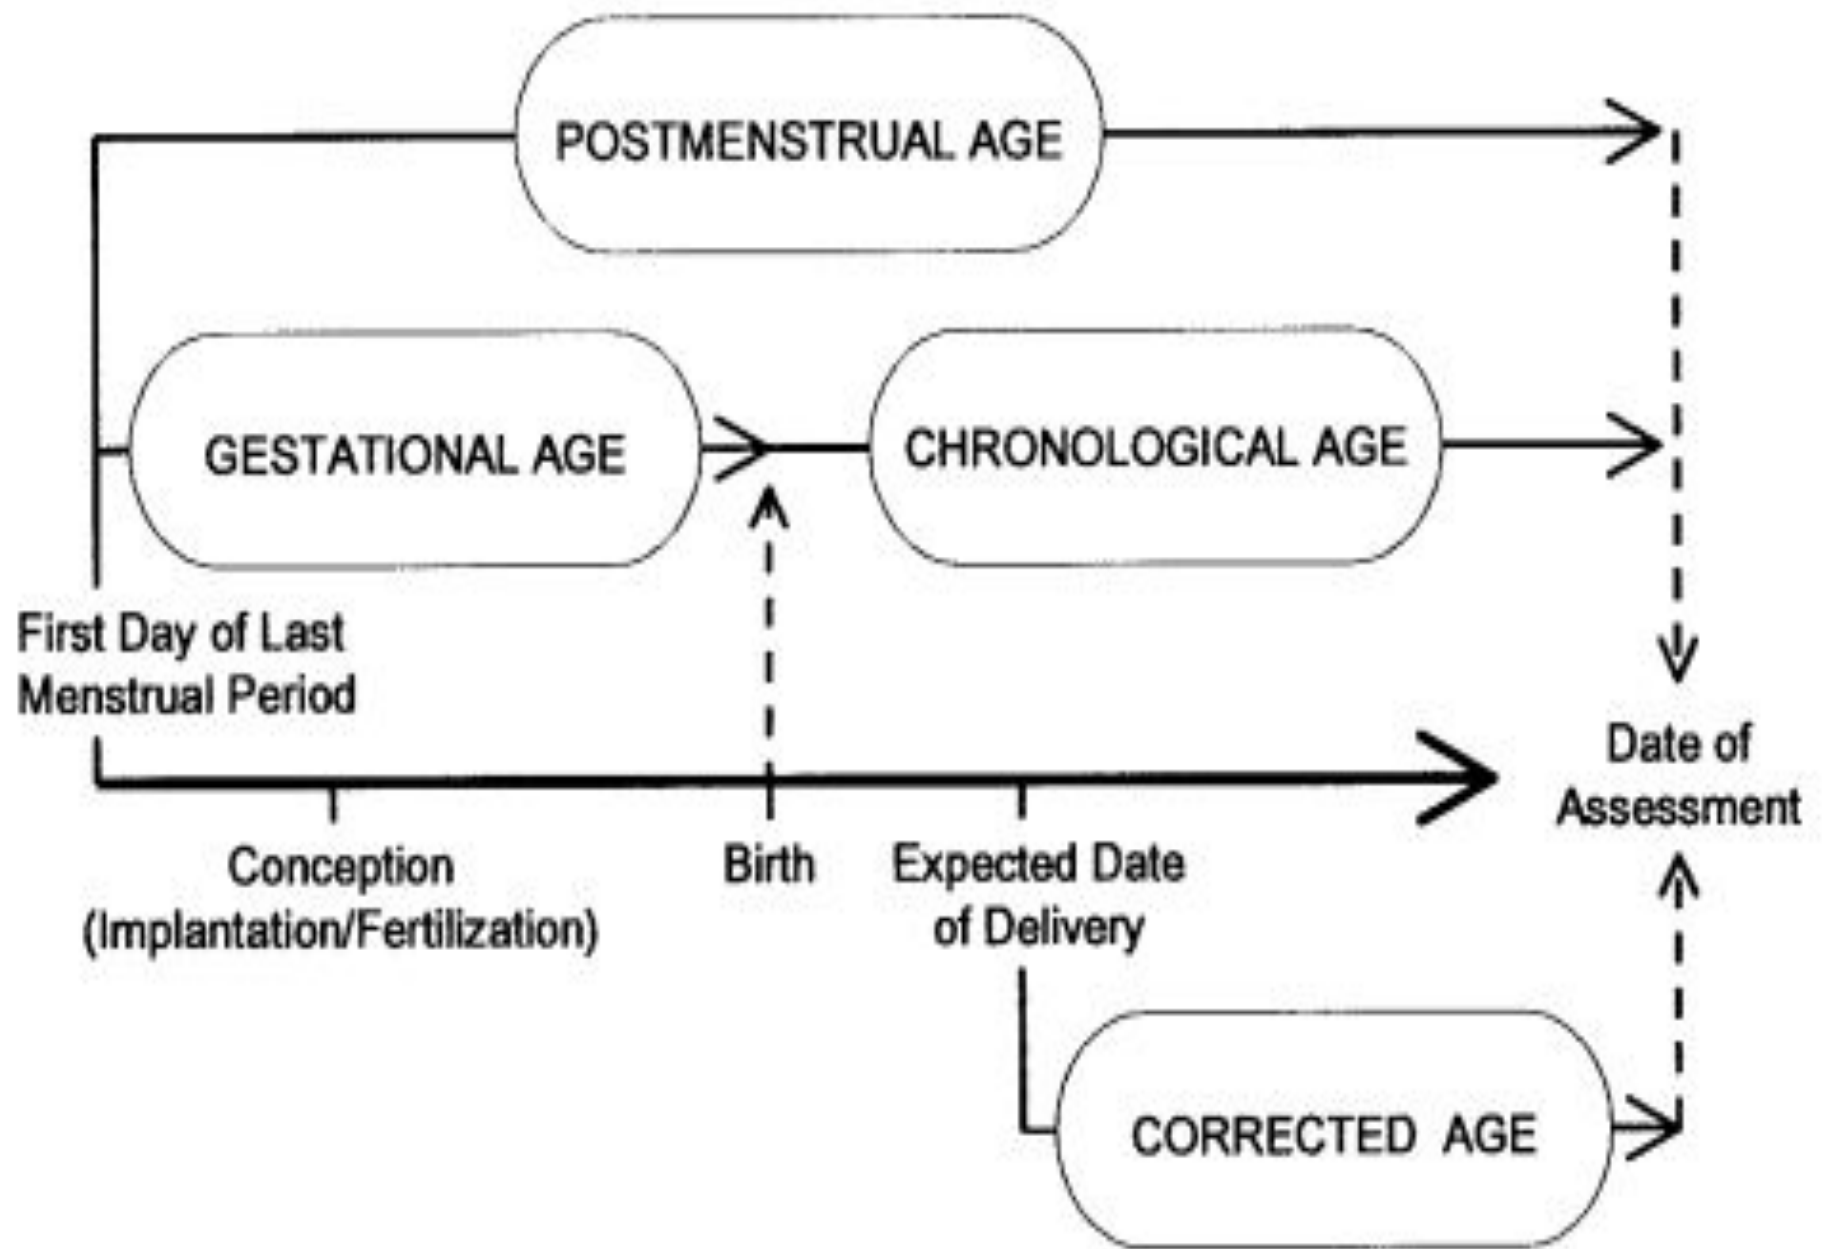 POSTMENSTRUAL AGE
GESTATIONAL AGE
CHRONOLOGICAL AGE
First Day of Last
Menstrual Period
Date of
Assessment
Conception
(Implantation/Fertilization)
Birth
Expected Date
of Delivery
CORRECTED AGE